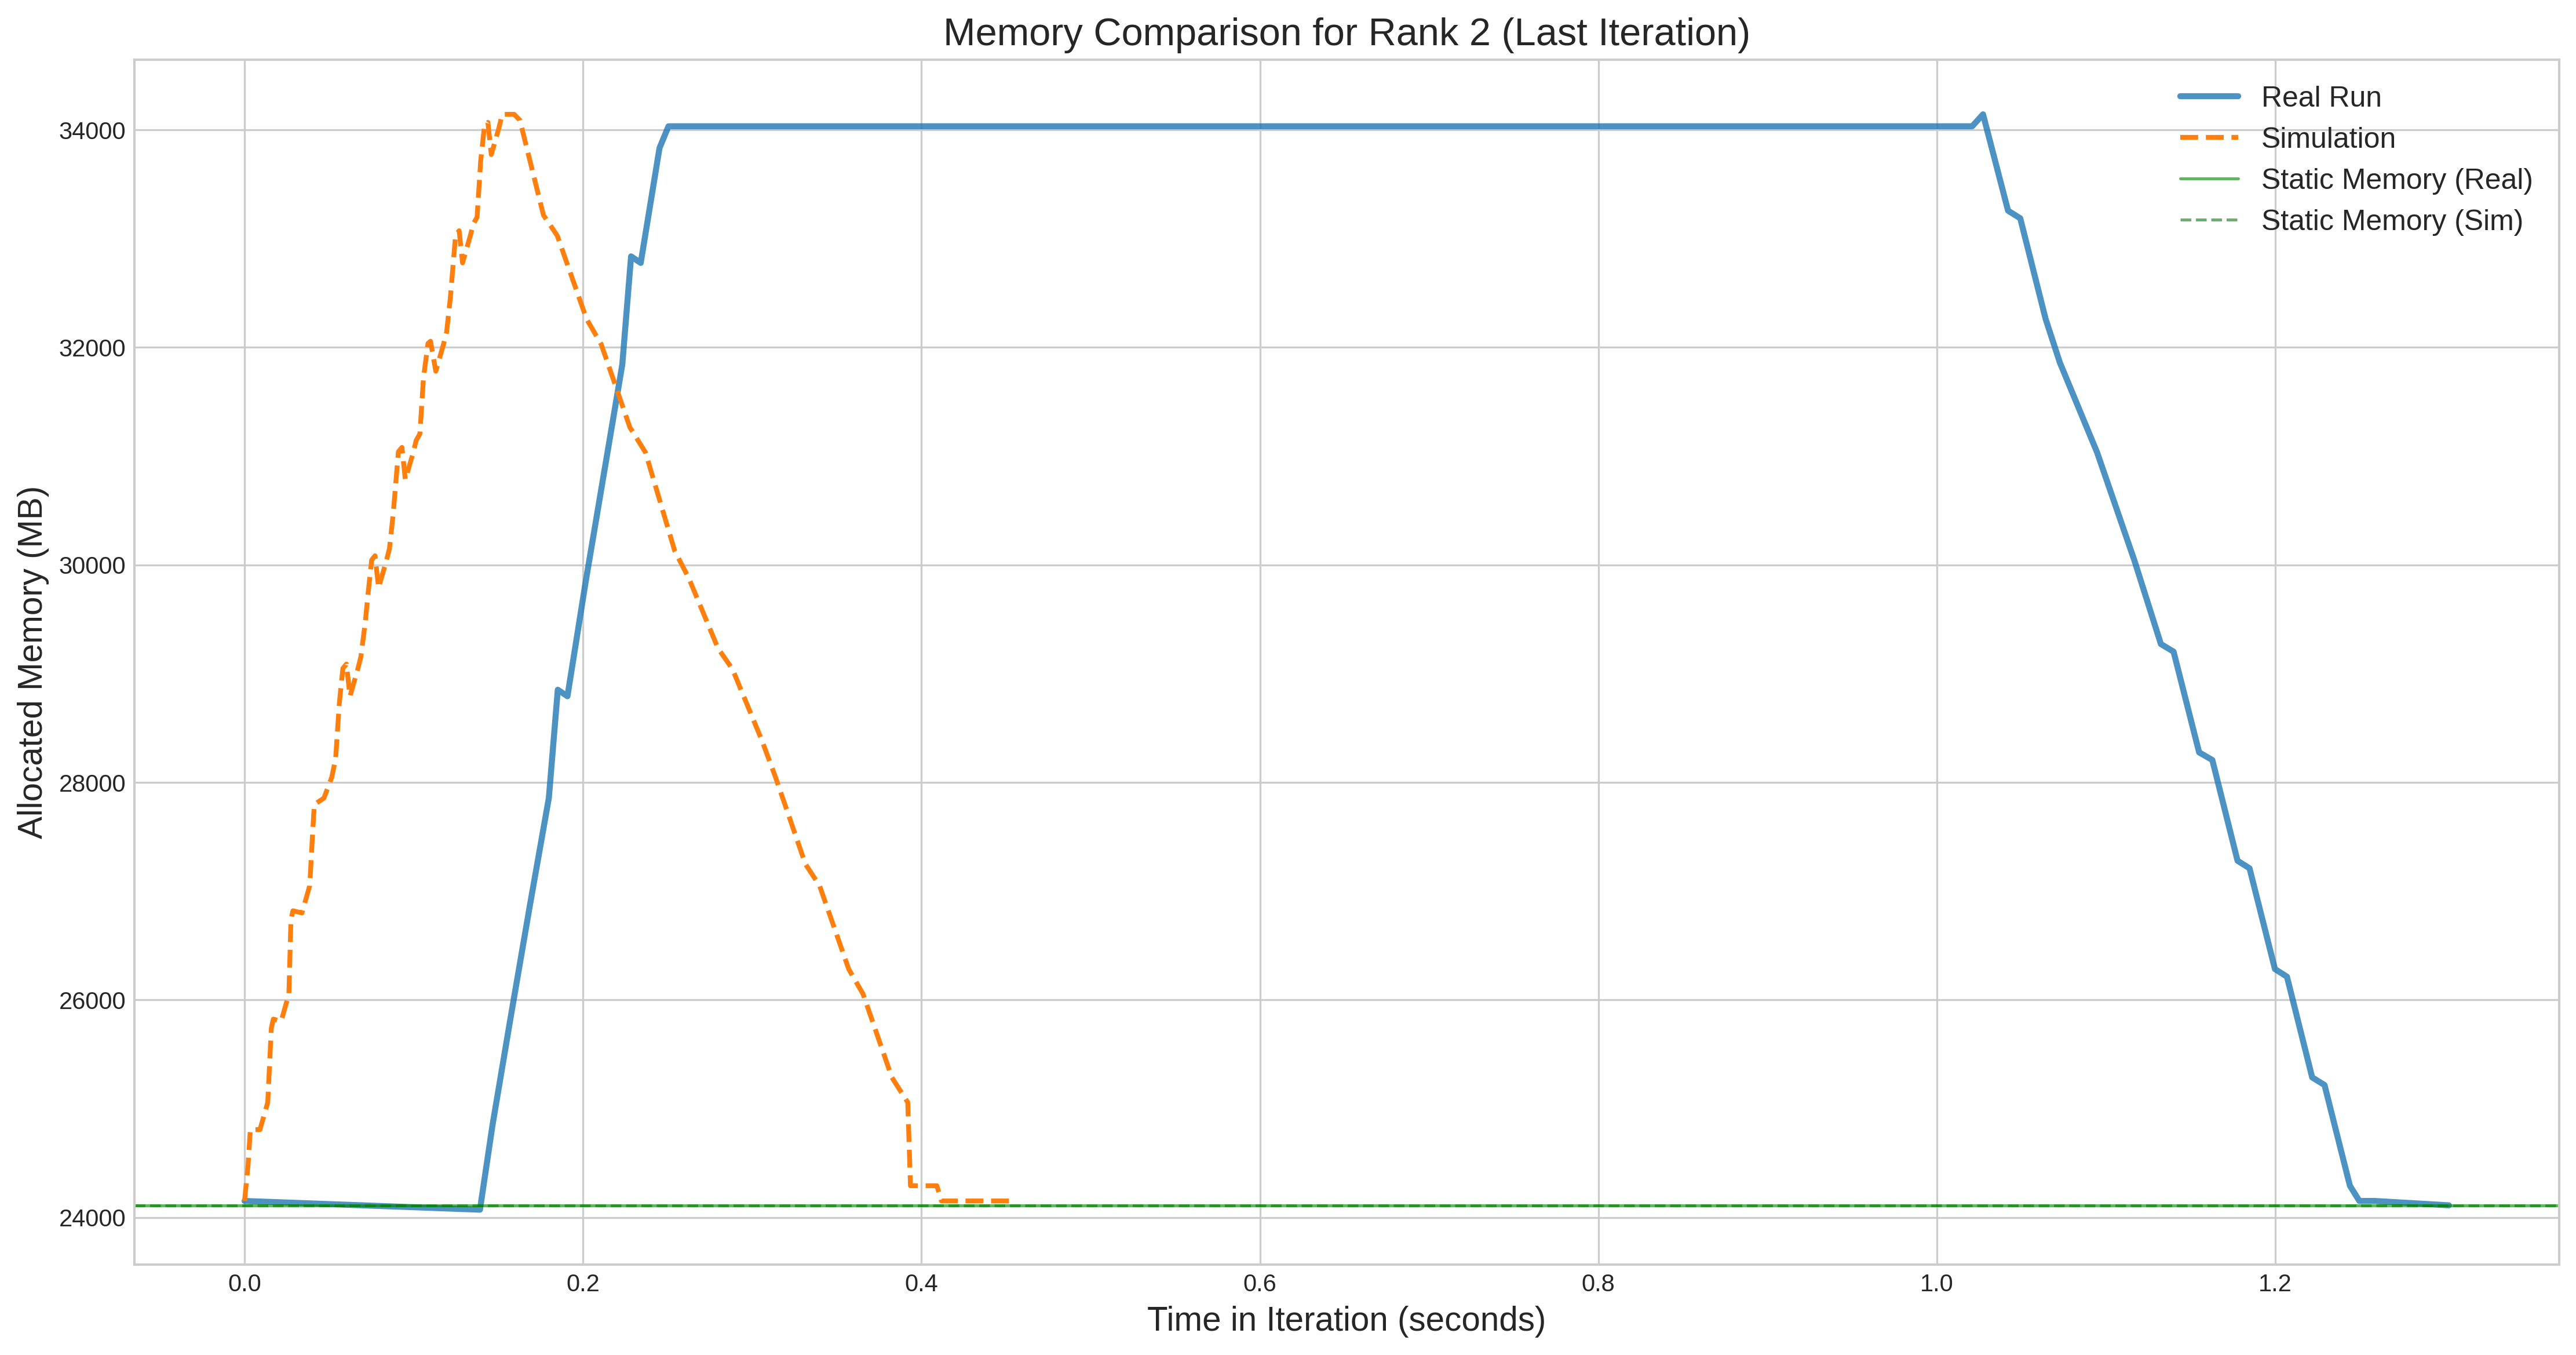 Memory Comparison for Rank 2 (Last Iteration)
Real Run
Simulation
Static Memory (Real)
Static Memory (Sim)
Allocated Memory (MB)
34000
32000
30000
28000
26000
24000
0.0 0.2 0.4 0.6 0.8 1.0 1.2
Time in Iteration (seconds)